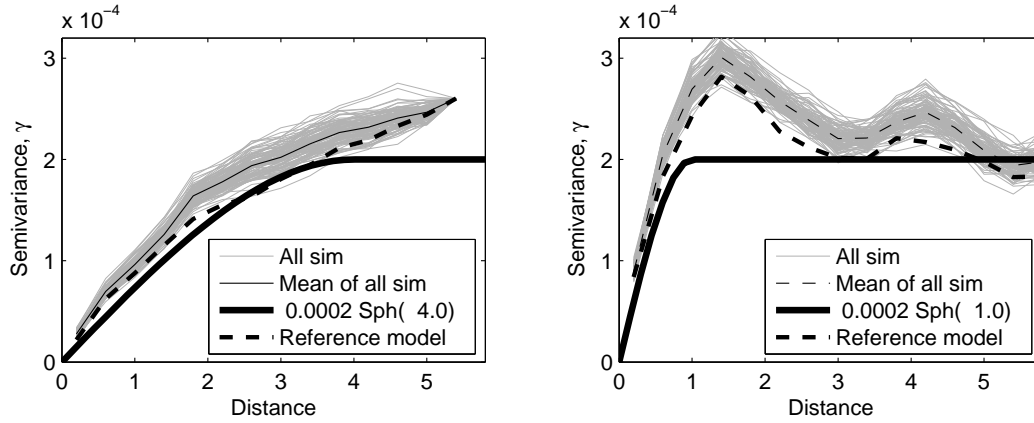 x 10⁻⁴
3
2
1
0
Semivariance, γ
0 1 2 3 4 5
Distance
All sim
Mean of all sim
0.0002 Sph( 4.0)
Reference model
x 10⁻⁴
3
2
1
0
Semivariance, γ
0 1 2 3 4 5
Distance
All sim
Mean of all sim
0.0002 Sph( 1.0)
Reference model